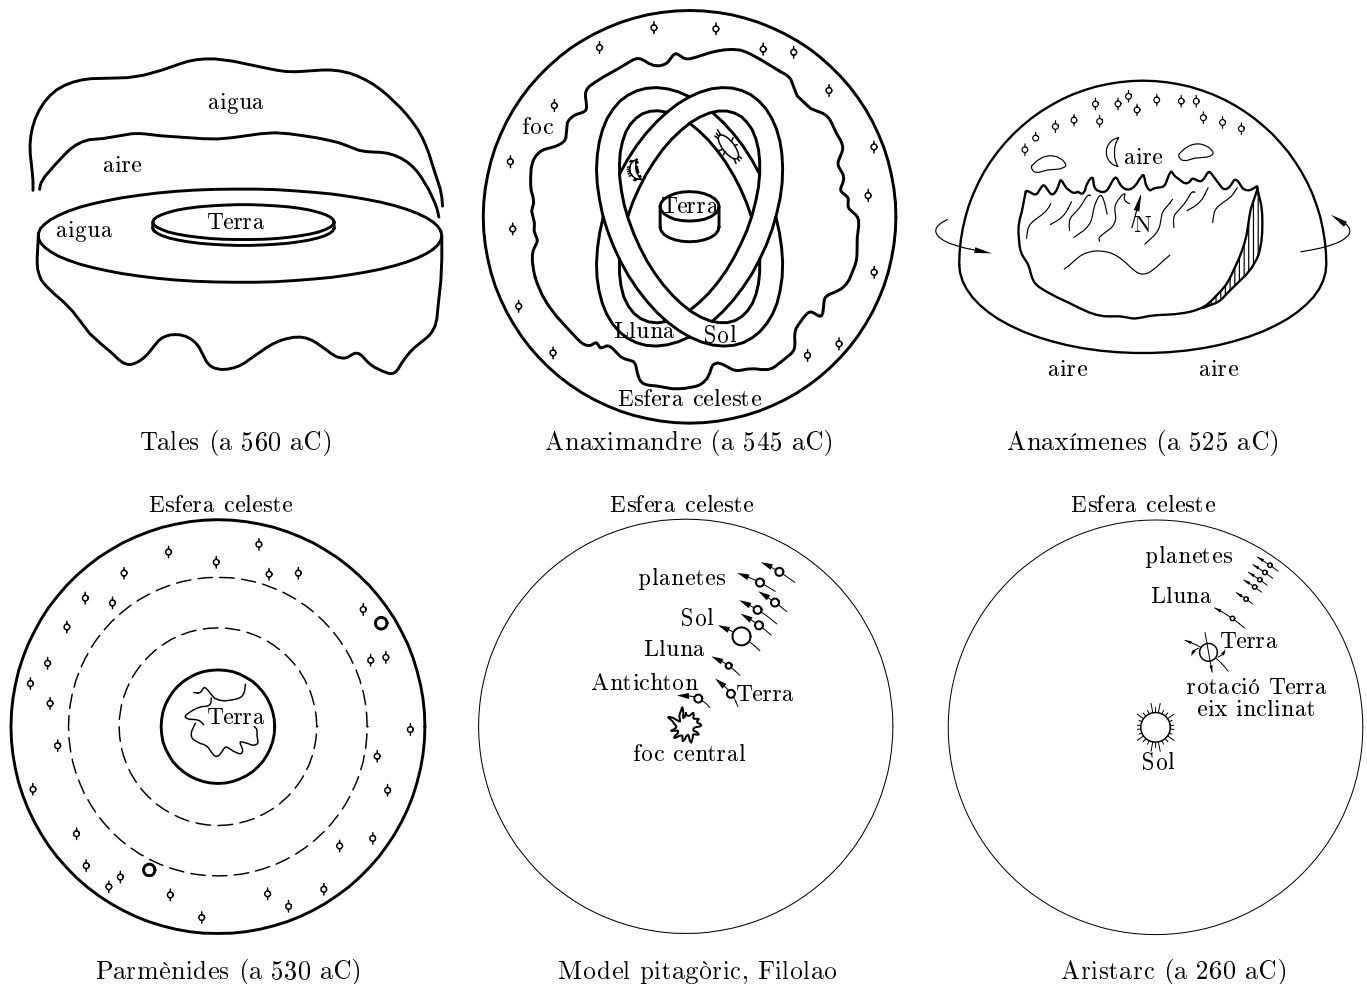 aigua
aire
aigua
Terra
Tales (a 560 aC)
foc
Terra
Lluna
Sol
Esfera celeste
Anaximandre (a 545 aC)
aire
N
aire
aire
Anaxímenes (a 525 aC)
Esfera celeste
Terra
Parmènides (a 530 aC)
Esfera celeste
planetes
Sol
Lluna
Antichton
Terra
foc central
Model pitagòric, Filolao
Esfera celeste
planetes
Lluna
Terra
rotació Terra
eix inclinat
Sol
Aristarc (a 260 aC)